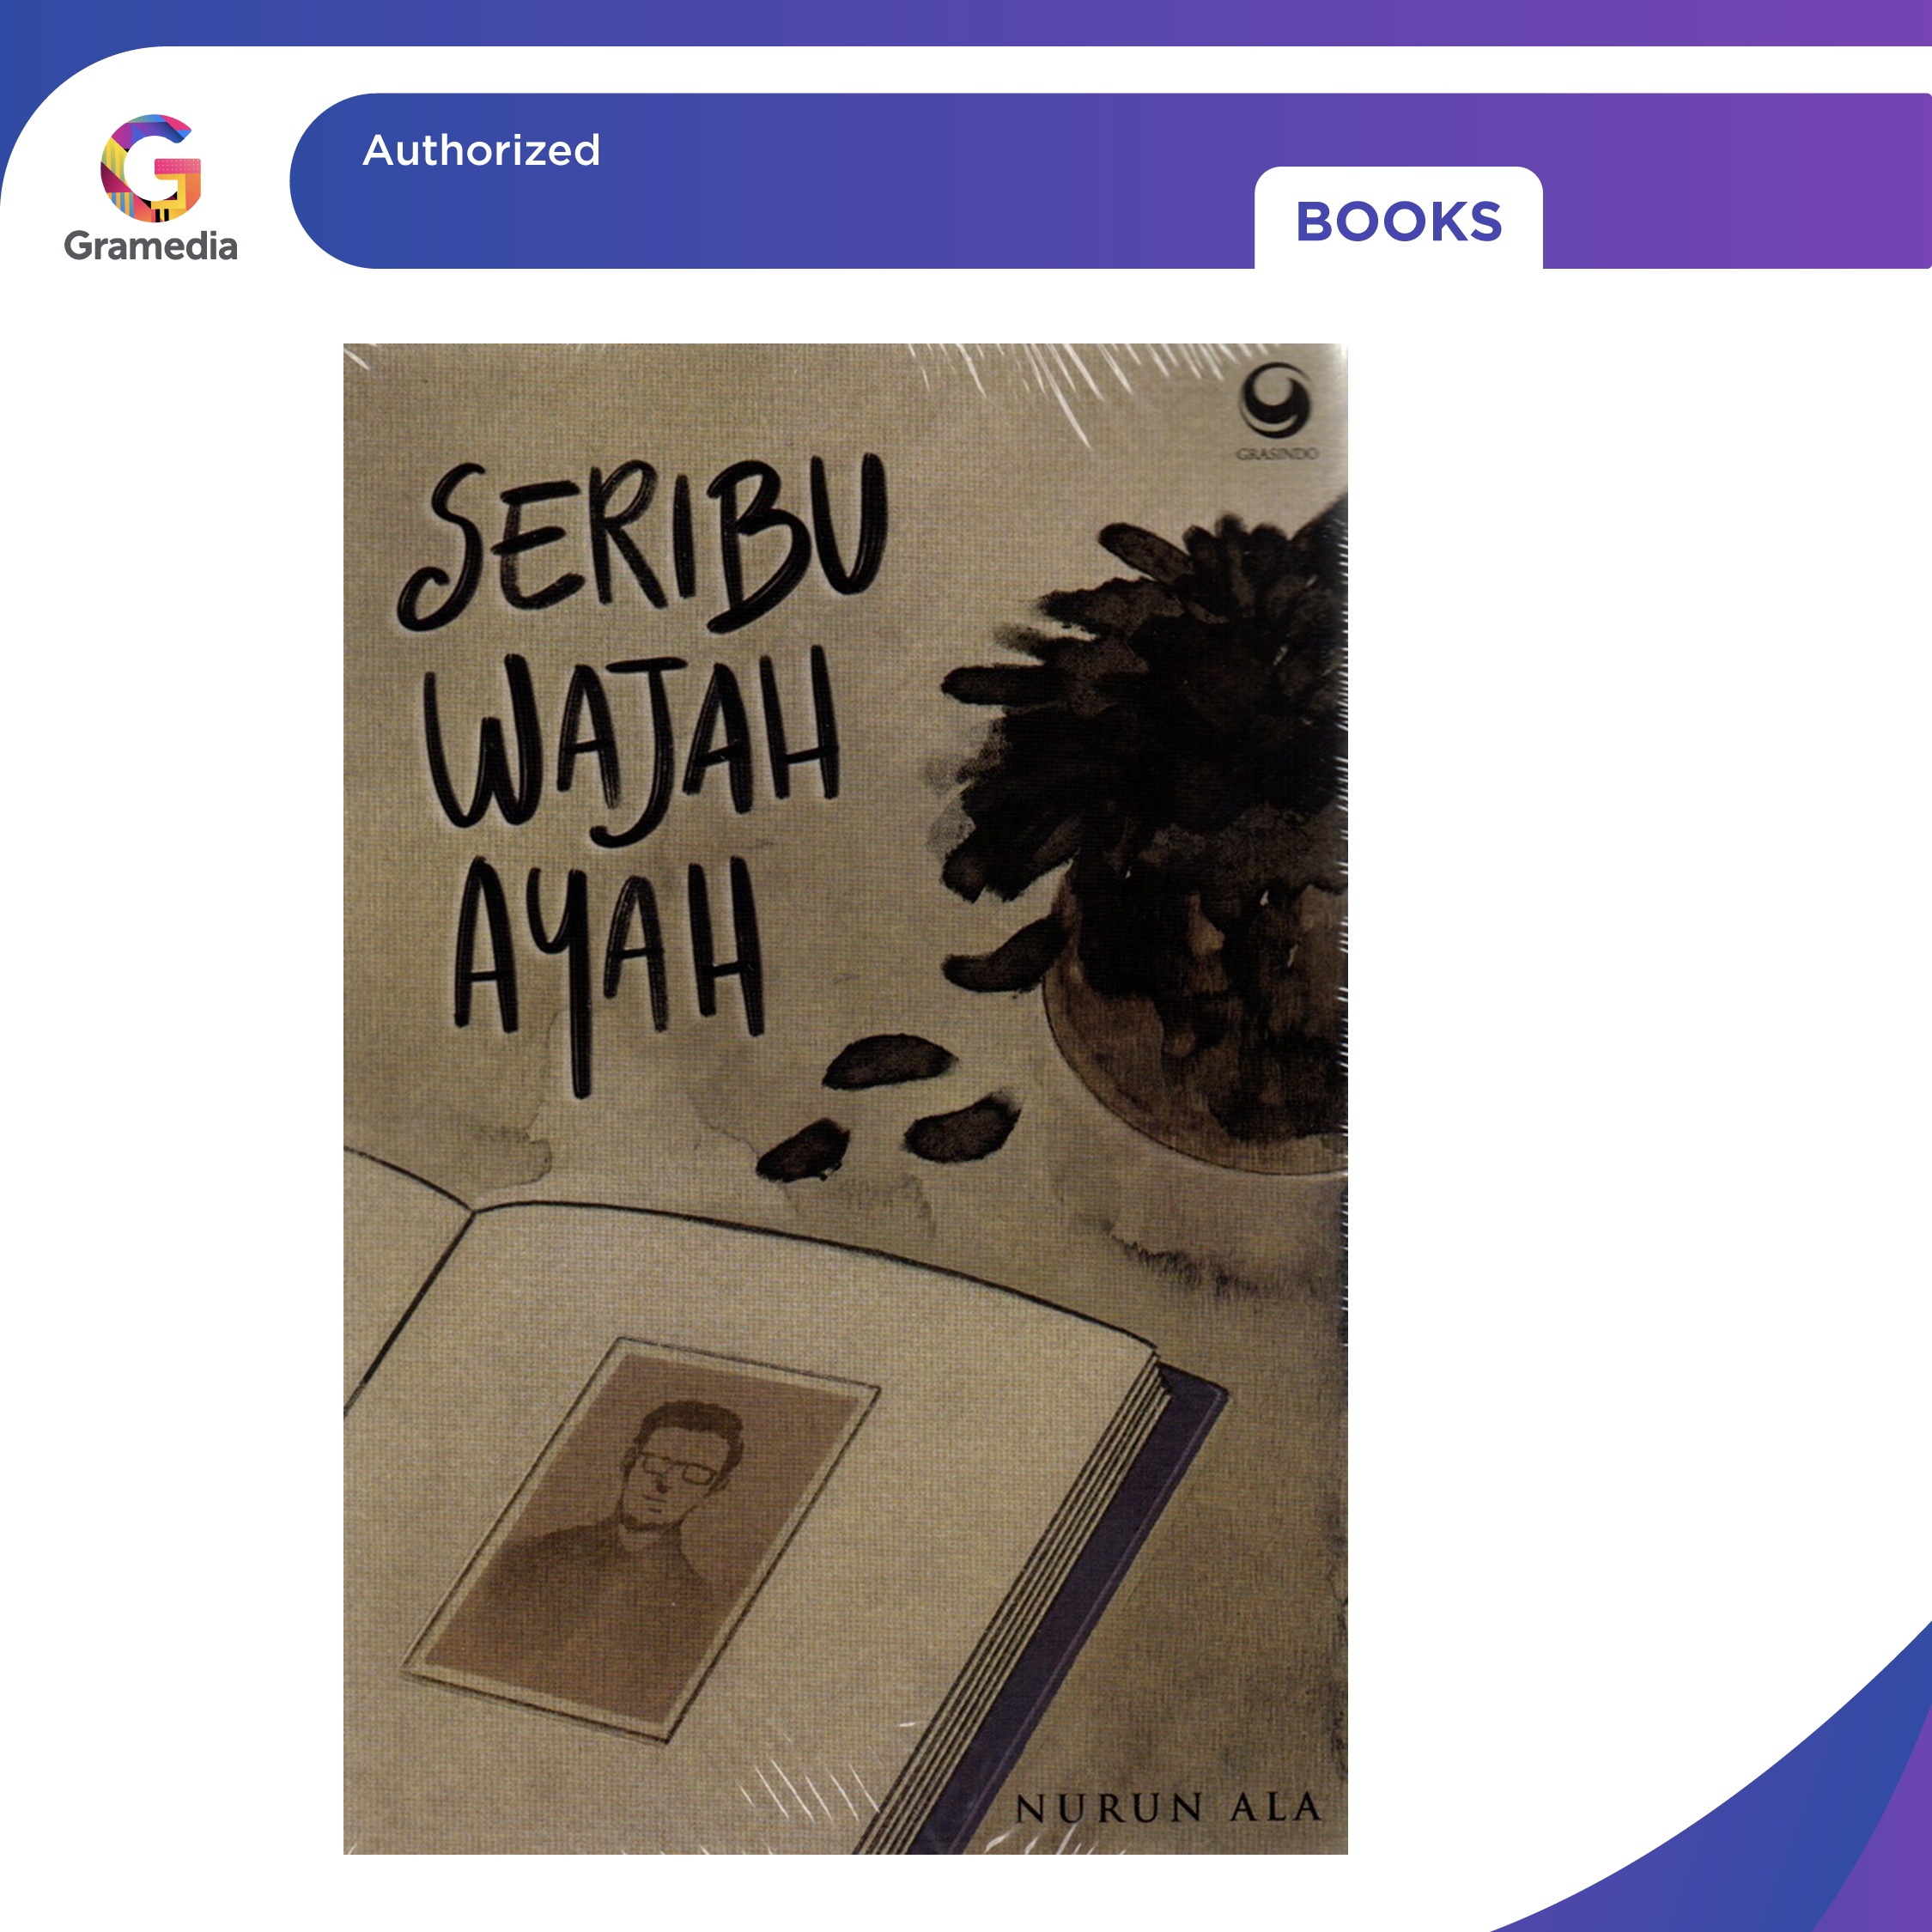 Authorized
BOOKS
Gramedia
GRASINDO
SERIBU
WAJAH
AYAH
NURUN ALA